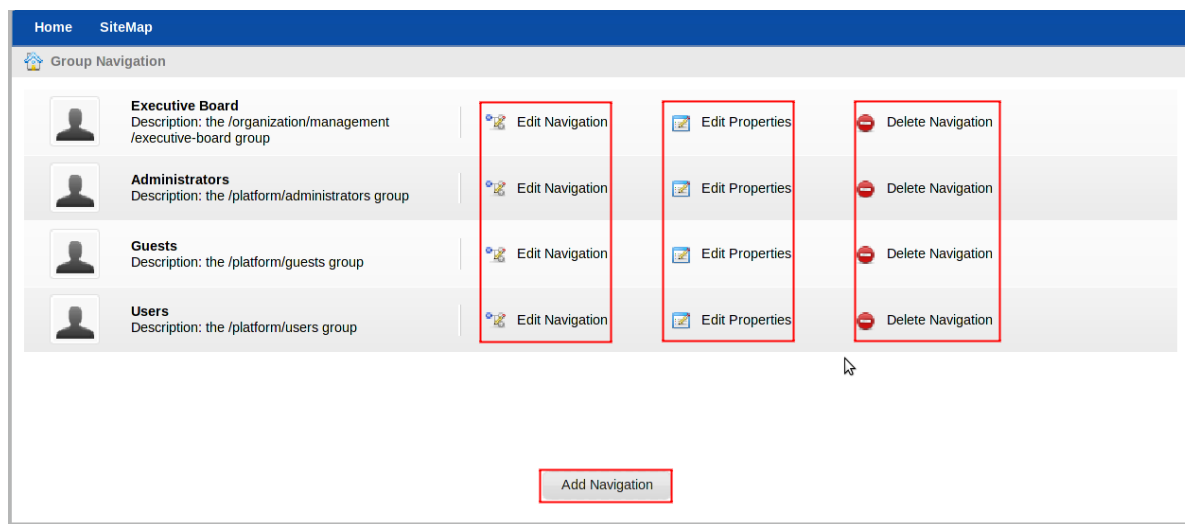 Home SiteMap
Group Navigation
Executive Board
Description: the /organization/management
/executive-board group
Edit Navigation Edit Properties Delete Navigation
Administrators
Description: the /platform/administrators group
Edit Navigation Edit Properties Delete Navigation
Guests
Description: the /platform/guests group
Edit Navigation Edit Properties Delete Navigation
Users
Description: the /platform/users group
Edit Navigation Edit Properties Delete Navigation
Add Navigation